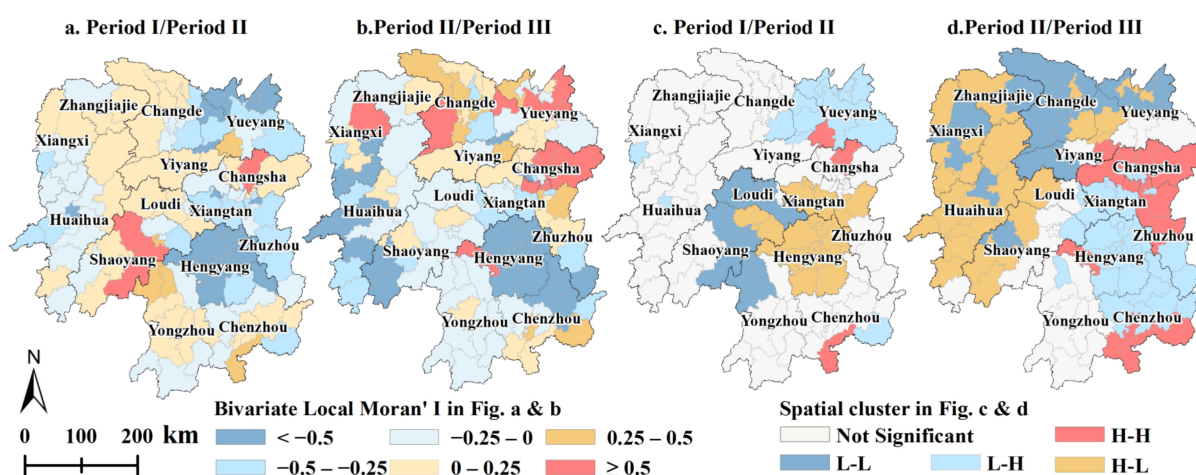 a. Period I/Period II
b.Period II/Period III
c. Period I/Period II
d.Period II/Period III
Zhangjiajie
Changde
Yueyang
Xiangxi
Yiyang
Changsha
Loudi
Xiangtan
Huaihua
Zhuzhou
Shaoyang
Hengyang
Yongzhou
Chenzhou
Zhangjiajie
Changde
Yueyang
Xiangxi
Yiyang
Changsha
Loudi
Xiangtan
Huaihua
Zhuzhou
Shaoyang
Hengyang
Yongzhou
Chenzhou
Zhangjiajie
Changde
Yueyang
Xiangxi
Yiyang
Changsha
Loudi
Xiangtan
Huaihua
Zhuzhou
Shaoyang
Hengyang
Yongzhou
Chenzhou
Zhangjiajie
Changde
Yueyang
Xiangxi
Yiyang
Changsha
Loudi
Xiangtan
Huaihua
Zhuzhou
Shaoyang
Hengyang
Yongzhou
Chenzhou
N
0 100 200 km
Bivariate Local Moran' I in Fig. a & b
< −0.5
−0.25 − 0
0.25 − 0.5
−0.5 − −0.25
0 − 0.25
> 0.5
Spatial cluster in Fig. c & d
Not Significant
H-H
L-L
L-H
H-L